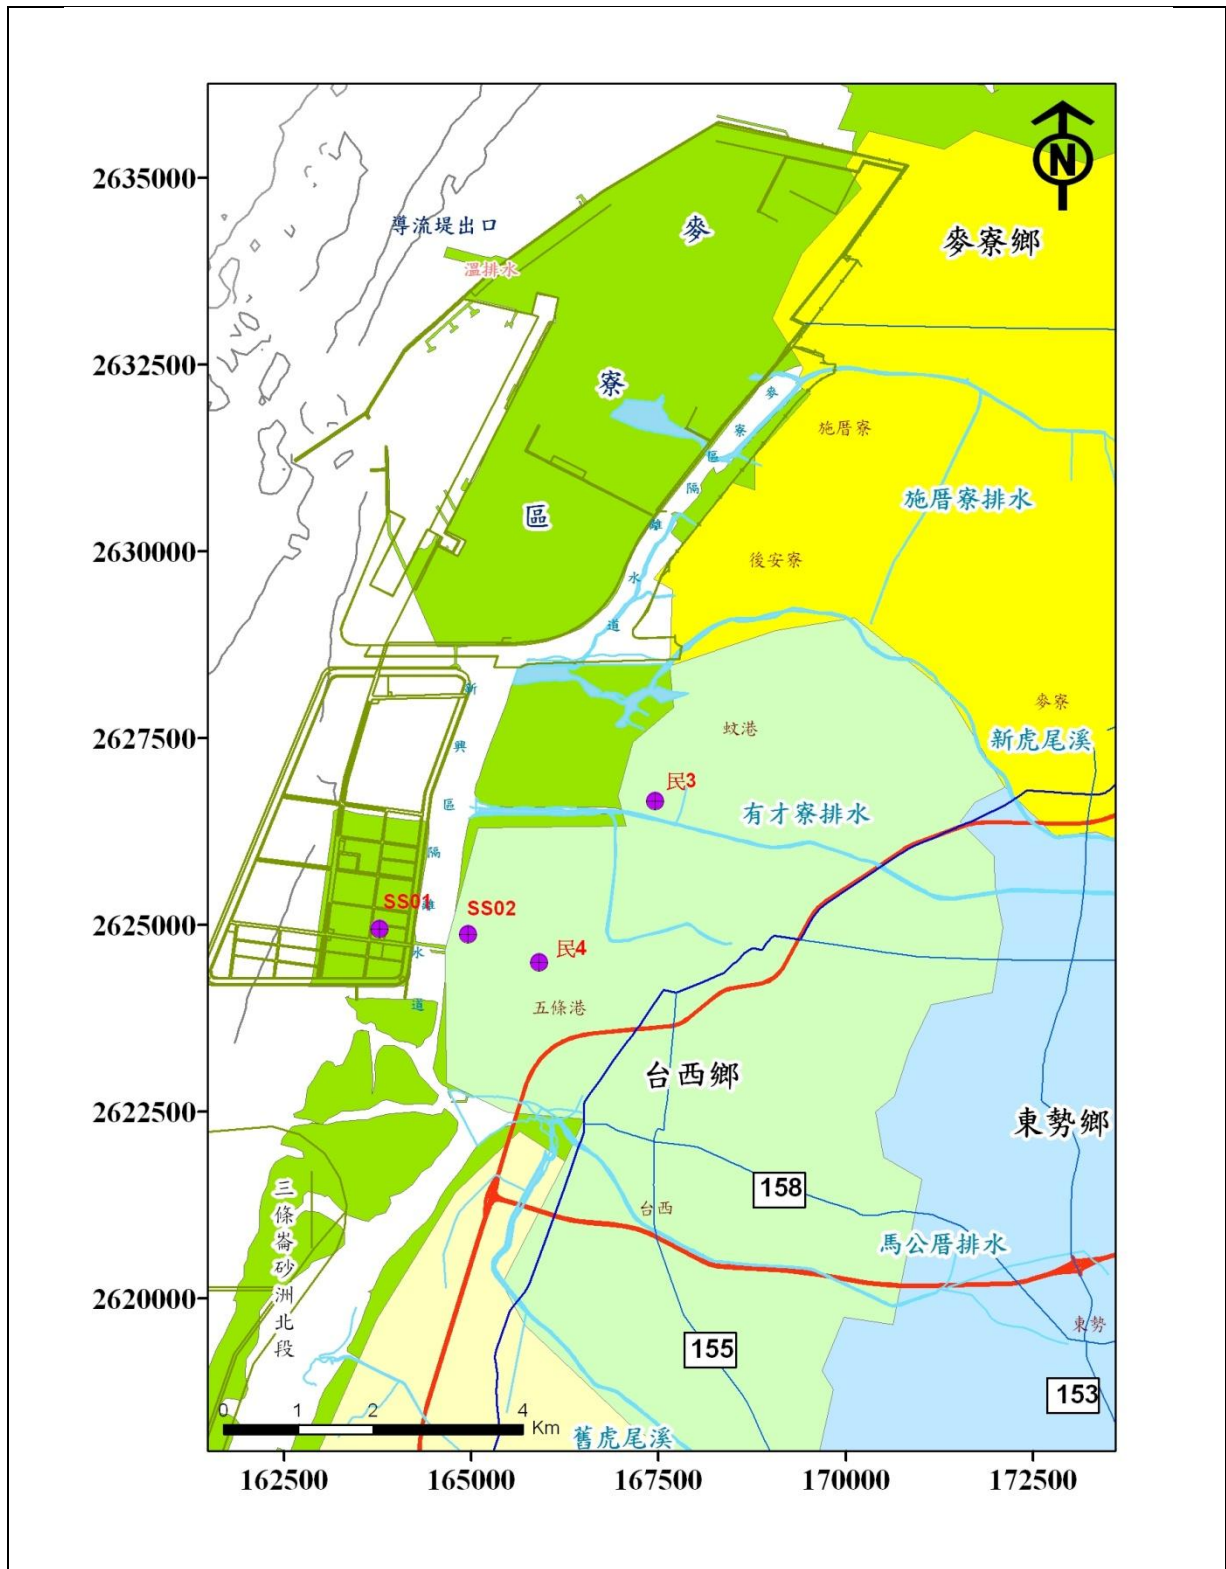 2635000
2632500
2630000
2627500
2625000
2622500
2620000
N
導流堤出口
溫排水
麥
寮
區
麥寮鄉
麥寮區隔離水道
施厝寮
施厝寮排水
後安寮
麥寮
新虎尾溪
蚊港
民3
有才寮排水
新興區隔離水道
SS01
SS02
民4
五條港
台西鄉
東勢鄉
158
台西
馬公厝排水
三條崙砂洲北段
東勢
155
153
舊虎尾溪
0 1 2 4
Km
162500 165000 167500 170000 172500